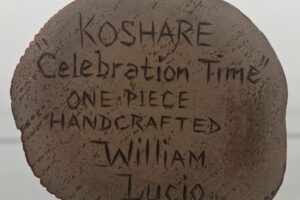 "KOSHARE
"Celebration Time"
ONE PIECE
HANDCRAFTED
William
Lucio